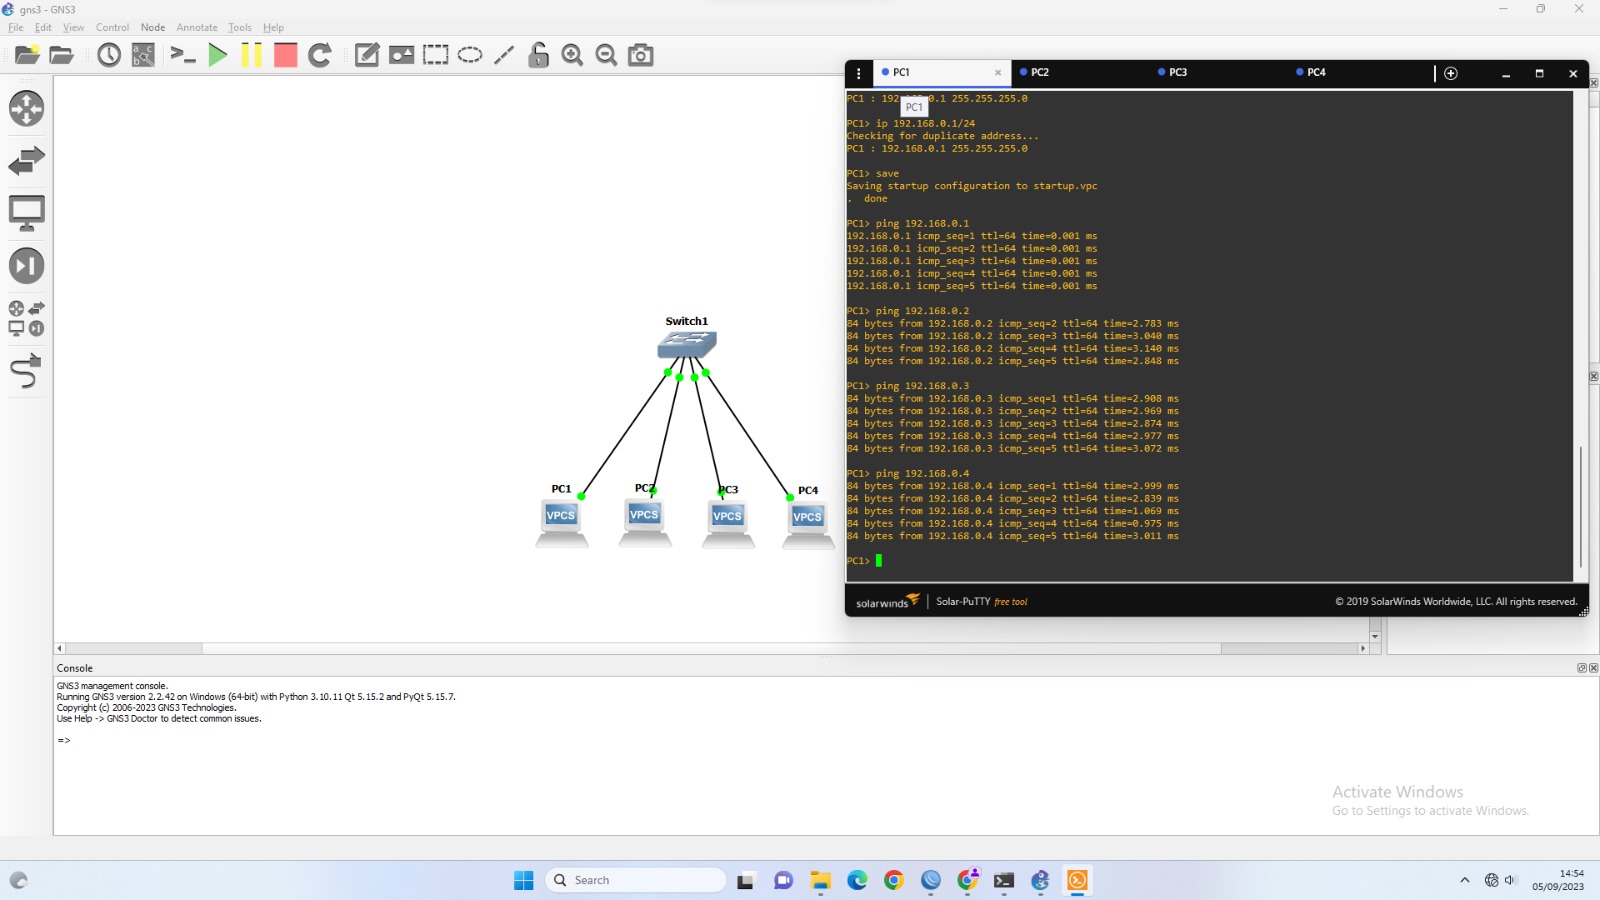 gns3 - GNS3
File Edit View Control Node Annotate Tools Help
PC1 PC2 PC3 PC4
PC1 : 192. 0.1 255.255.255.0
PC1
PC1> ip 192.168.0.1/24
Checking for duplicate address...
PC1 : 192.168.0.1 255.255.255.0
PC1> save
Saving startup configuration to startup.vpc
. done
PC1> ping 192.168.0.1
192.168.0.1 icmp_seq=1 ttl=64 time=0.001 ms
192.168.0.1 icmp_seq=2 ttl=64 time=0.001 ms
192.168.0.1 icmp_seq=3 ttl=64 time=0.001 ms
192.168.0.1 icmp_seq=4 ttl=64 time=0.001 ms
192.168.0.1 icmp_seq=5 ttl=64 time=0.001 ms
PC1> ping 192.168.0.2
84 bytes from 192.168.0.2 icmp_seq=2 ttl=64 time=2.783 ms
84 bytes from 192.168.0.2 icmp_seq=3 ttl=64 time=3.040 ms
84 bytes from 192.168.0.2 icmp_seq=4 ttl=64 time=3.140 ms
84 bytes from 192.168.0.2 icmp_seq=5 ttl=64 time=2.848 ms
PC1> ping 192.168.0.3
84 bytes from 192.168.0.3 icmp_seq=1 ttl=64 time=2.908 ms
84 bytes from 192.168.0.3 icmp_seq=2 ttl=64 time=2.969 ms
84 bytes from 192.168.0.3 icmp_seq=3 ttl=64 time=2.874 ms
84 bytes from 192.168.0.3 icmp_seq=4 ttl=64 time=2.977 ms
84 bytes from 192.168.0.3 icmp_seq=5 ttl=64 time=3.072 ms
PC1> ping 192.168.0.4
84 bytes from 192.168.0.4 icmp_seq=1 ttl=64 time=2.999 ms
84 bytes from 192.168.0.4 icmp_seq=2 ttl=64 time=2.839 ms
84 bytes from 192.168.0.4 icmp_seq=3 ttl=64 time=1.069 ms
84 bytes from 192.168.0.4 icmp_seq=4 ttl=64 time=0.975 ms
84 bytes from 192.168.0.4 icmp_seq=5 ttl=64 time=3.011 ms
PC1>
solarwinds | Solar-PuTTY free tool © 2019 SolarWinds Worldwide, LLC. All rights reserved.
Switch1
PC1 PC2 PC3 PC4
VPCS VPCS VPCS VPCS
Console
GNS3 management console.
Running GNS3 version 2.2.42 on Windows (64-bit) with Python 3.10.11 Qt 5.15.2 and PyQt 5.15.7.
Copyright (c) 2006-2023 GNS3 Technologies.
Use Help -> GNS3 Doctor to detect common issues.
=>
Activate Windows
Go to Settings to activate Windows.
Search
14:54
05/09/2023